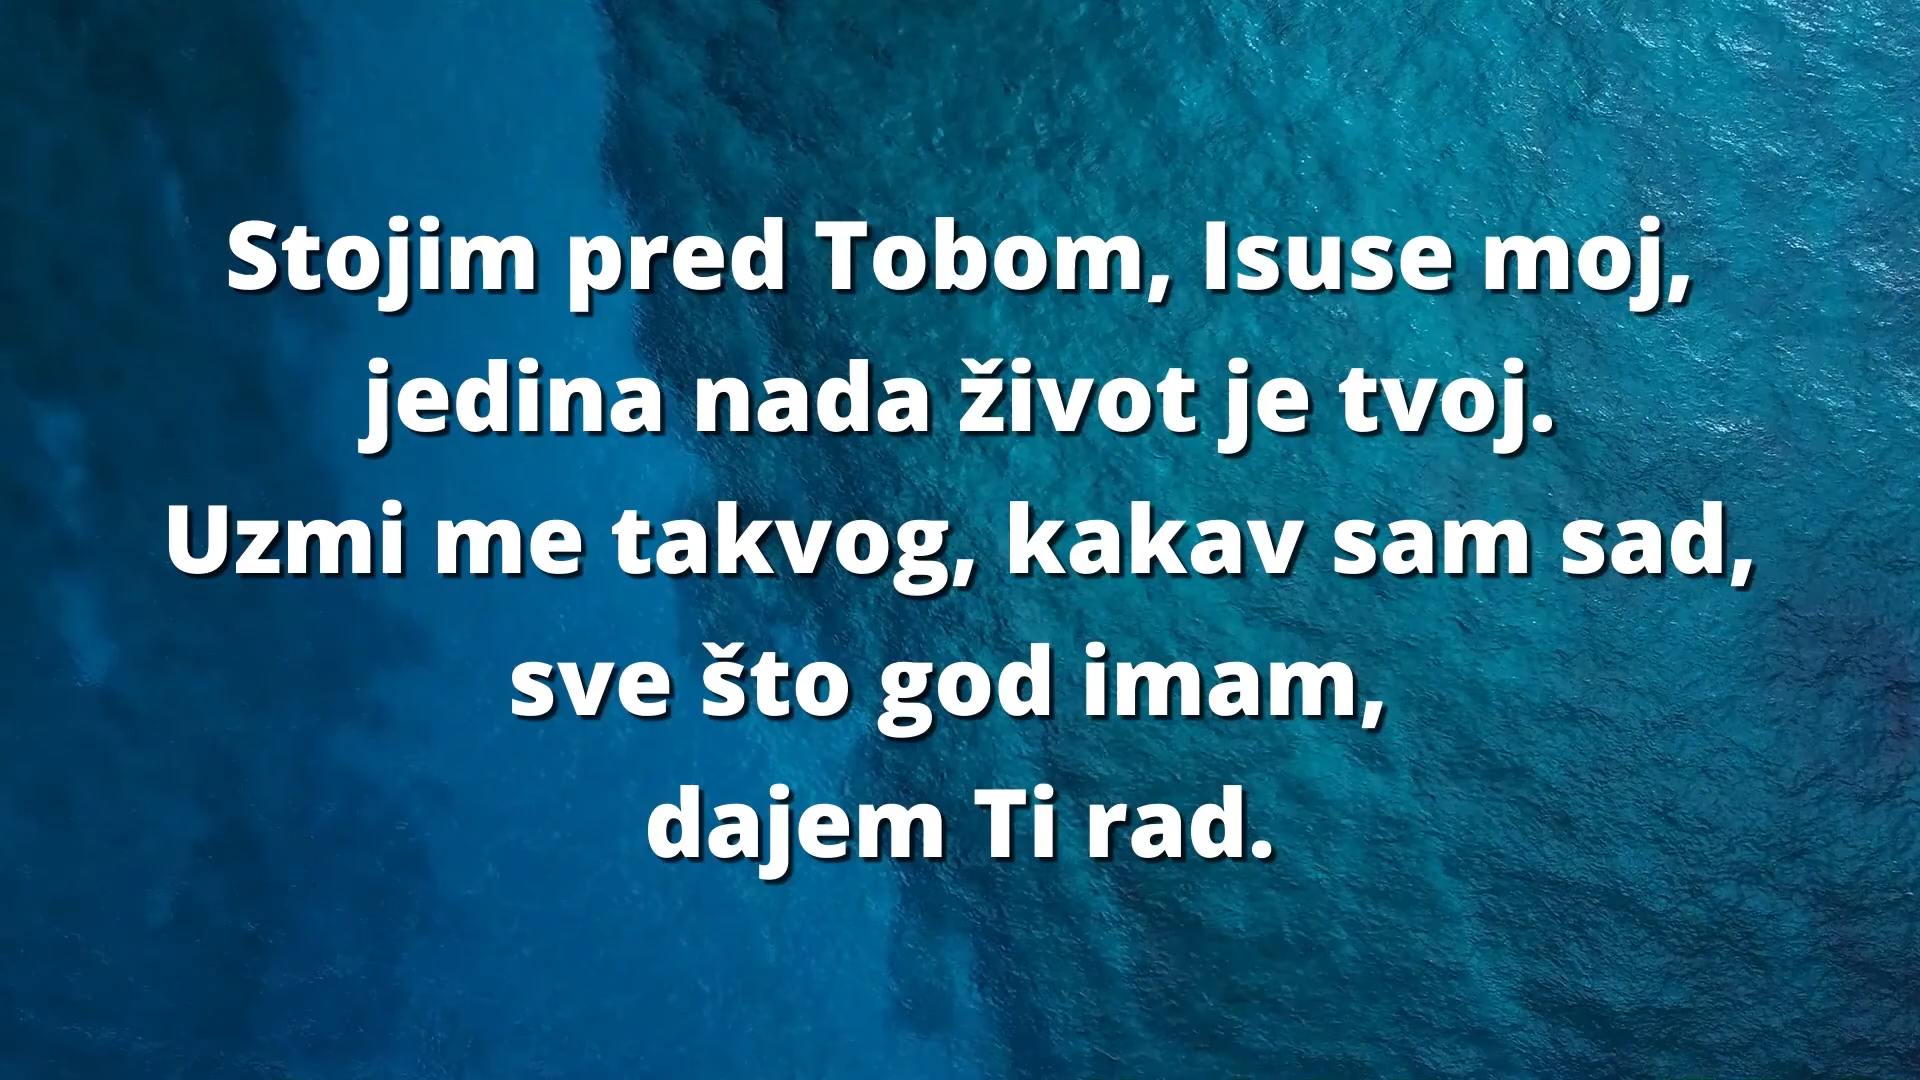 Stojim pred Tobom, Isuse moj,
jedina nada život je tvoj.
Uzmi me takvog, kakav sam sad,
sve što god imam,
dajem Ti rad.